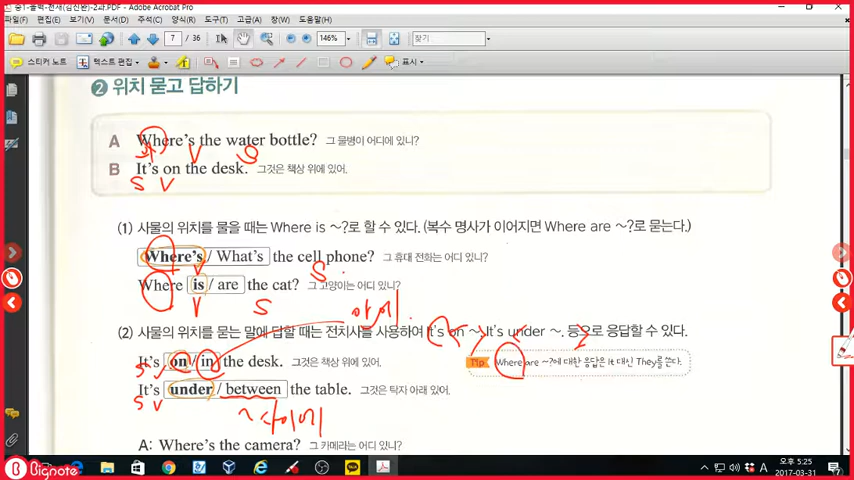 중1-울력-천재(김진완)-2과.PDF - Adobe Acrobat Pro
파일(F) 편집(E) 보기(V) 문서(D) 주석(C) 양식(R) 도구(T) 고급(A) 창(W) 도움말(H)
7 / 36 146% 찾기
스티커 노트 텍스트 편집 표시
2 위치 묻고 답하기
A Where's the water bottle? 그 물병이 어디에 있니?
V S
B It's on the desk. 그것은 책상 위에 있어.
S V
(1) 사물의 위치를 물을 때는 Where is ~?로 할 수 있다. (복수 명사가 이어지면 Where are ~?로 묻는다.)
Where's / What's the cell phone? 그 휴대 전화는 어디 있니?
V S
Where is / are the cat? 그 고양이는 어디 있니?
V S
안에
(2) 사물의 위치를 묻는 말에 답할 때는 전치사를 사용하여 It's on ~. It's under ~. 등으로 응답할 수 있다.
It's on / in the desk. 그것은 책상 위에 있어.
S V
Tip Where are ~?에 대한 응답은 It 대신 They를 쓴다.
It's under / between the table. 그것은 탁자 아래 있어.
S V
~사이에
A: Where's the camera? 그 카메라는 어디 있니?
Bignote
A 오후 5:25
2017-03-31